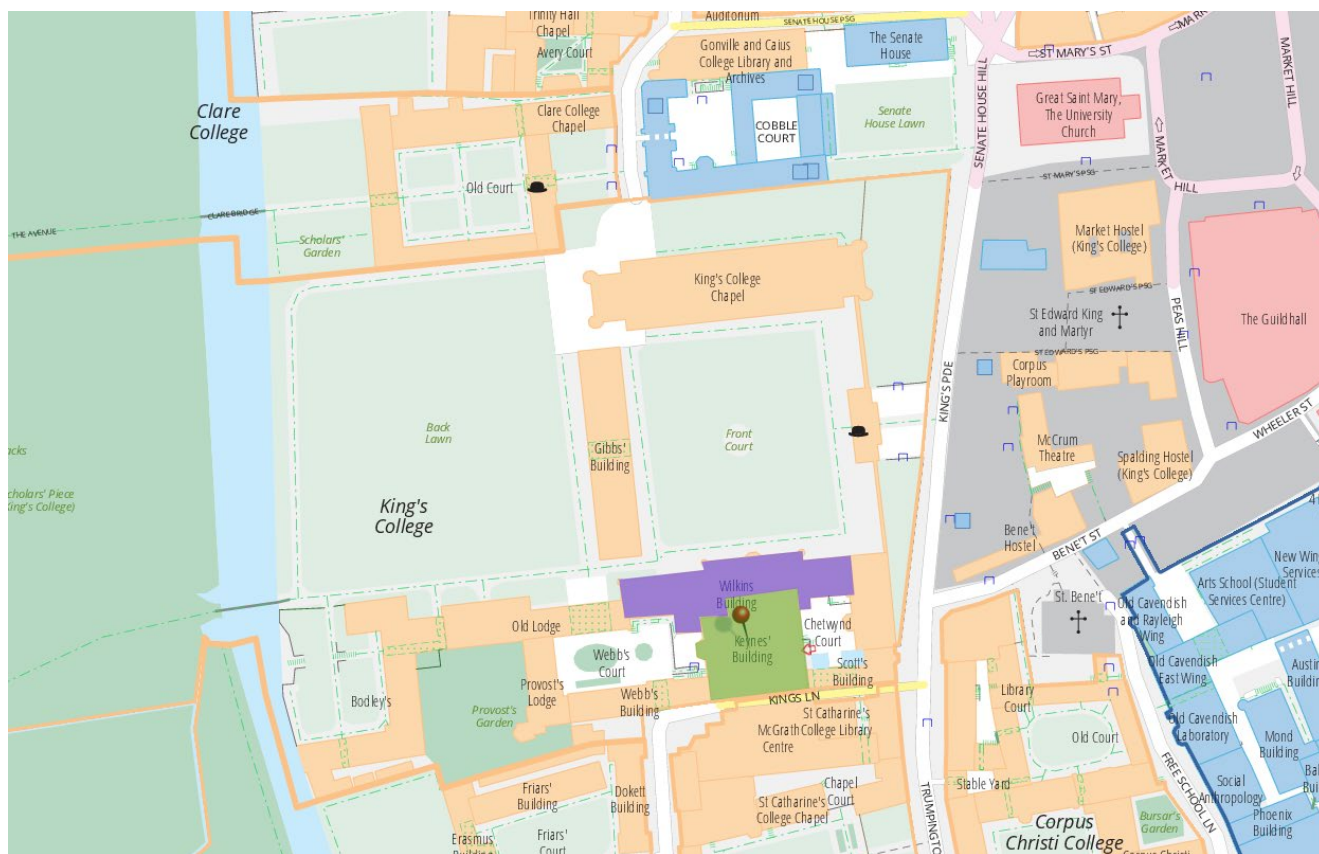 Trinity Hall
Chapel
Auditorium
SENATE HOUSE PSG
Avery Court
Gonville and Caius
College Library and
Archives
The Senate
House
ST MARY'S ST
MARKET HILL
Clare
College
Clare College
Chapel
COBBLE
COURT
Senate
House Lawn
SENATE HOUSE HILL
Great Saint Mary,
The University
Church
MARKET HILL
ST MARY'S PSG
Old Court
CLARE BRIDGE
THE AVENUE
Scholars'
Garden
Market Hostel
(King's College)
King's College
Chapel
ST EDWARD'S PSG
PEAS HILL
St Edward King
and Martyr
The Guildhall
ST EDWARD'S PSG
Corpus
Playroom
KING'S PDE
Back
Lawn
Gibbs'
Building
Front
Court
McCrum
Theatre
Spalding Hostel
(King's College)
WHEELER ST
acks
cholars' Piece
King's College)
King's
College
Bene't
Hostel
BENE'T ST
New Wing
Services
Arts School (Student
Services Centre)
Wilkins
Building
St. Bene't
Old Cavendish
and Rayleigh
Wing
Old Lodge
Chetwynd
Court
Keynes'
Building
Webb's
Court
Scott's
Building
Old Cavendish
East Wing
Austin
Building
Bodley's
Provost's
Lodge
Provost's
Garden
Webb's
Building
KINGS LN
Library
Court
Old Cavendish
Laboratory
Mond
Building
St Catharine's
McGrath College Library
Centre
Old Court
Friars'
Building
Dokett
Building
Chapel
Court
Stable Yard
Social
Anthropology
St Catharine's
College Chapel
TRUMPINGTON
FREE SCHOOL LN
Bursar's
Garden
Phoenix
Building
Erasmus
Friars'
Court
Corpus
Christi College